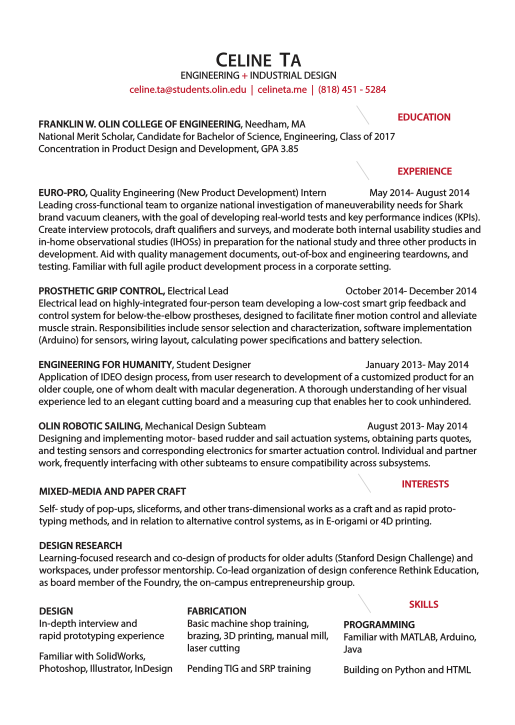 CELINE TA
ENGINEERING + INDUSTRIAL DESIGN
celine.ta@students.olin.edu | celineta.me | (818) 451 - 5284
EDUCATION
FRANKLIN W. OLIN COLLEGE OF ENGINEERING, Needham, MA
National Merit Scholar, Candidate for Bachelor of Science, Engineering, Class of 2017
Concentration in Product Design and Development, GPA 3.85
EXPERIENCE
EURO-PRO, Quality Engineering (New Product Development) Intern May 2014- August 2014
Leading cross-functional team to organize national investigation of maneuverability needs for Shark
brand vacuum cleaners, with the goal of developing real-world tests and key performance indices (KPIs).
Create interview protocols, draft qualifiers and surveys, and moderate both internal usability studies and
in-home observational studies (IHOSs) in preparation for the national study and three other products in
development. Aid with quality management documents, out-of-box and engineering teardowns, and
testing. Familiar with full agile product development process in a corporate setting.
PROSTHETIC GRIP CONTROL, Electrical Lead October 2014- December 2014
Electrical lead on highly-integrated four-person team developing a low-cost smart grip feedback and
control system for below-the-elbow prostheses, designed to facilitate finer motion control and alleviate
muscle strain. Responsibilities include sensor selection and characterization, software implementation
(Arduino) for sensors, wiring layout, calculating power specifications and battery selection.
ENGINEERING FOR HUMANITY, Student Designer January 2013- May 2014
Application of IDEO design process, from user research to development of a customized product for an
older couple, one of whom dealt with macular degeneration. A thorough understanding of her visual
experience led to an elegant cutting board and a measuring cup that enables her to cook unhindered.
OLIN ROBOTIC SAILING, Mechanical Design Subteam August 2013- May 2014
Designing and implementing motor- based rudder and sail actuation systems, obtaining parts quotes,
and testing sensors and corresponding electronics for smarter actuation control. Individual and partner
work, frequently interfacing with other subteams to ensure compatibility across subsystems.
INTERESTS
MIXED-MEDIA AND PAPER CRAFT
Self- study of pop-ups, sliceforms, and other trans-dimensional works as a craft and as rapid proto-
typing methods, and in relation to alternative control systems, as in E-origami or 4D printing.
DESIGN RESEARCH
Learning-focused research and co-design of products for older adults (Stanford Design Challenge) and
workspaces, under professor mentorship. Co-lead organization of design conference Rethink Education,
as board member of the Foundry, the on-campus entrepreneurship group.
SKILLS
DESIGN
In-depth interview and
rapid prototyping experience
Familiar with SolidWorks,
Photoshop, Illustrator, InDesign
FABRICATION
Basic machine shop training,
brazing, 3D printing, manual mill,
laser cutting
Pending TIG and SRP training
PROGRAMMING
Familiar with MATLAB, Arduino,
Java
Building on Python and HTML